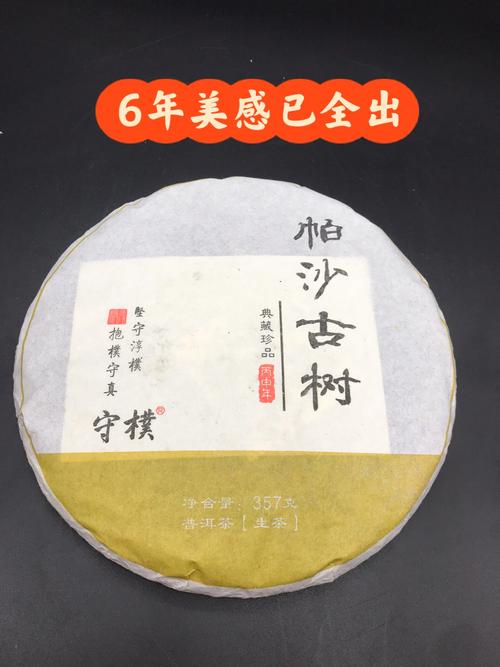 6年美感已全出
帕沙古树
典藏珍品
丙申年
坚守淳樸
抱樸守真
守樸®
净含量: 357克
普洱茶 [生茶]